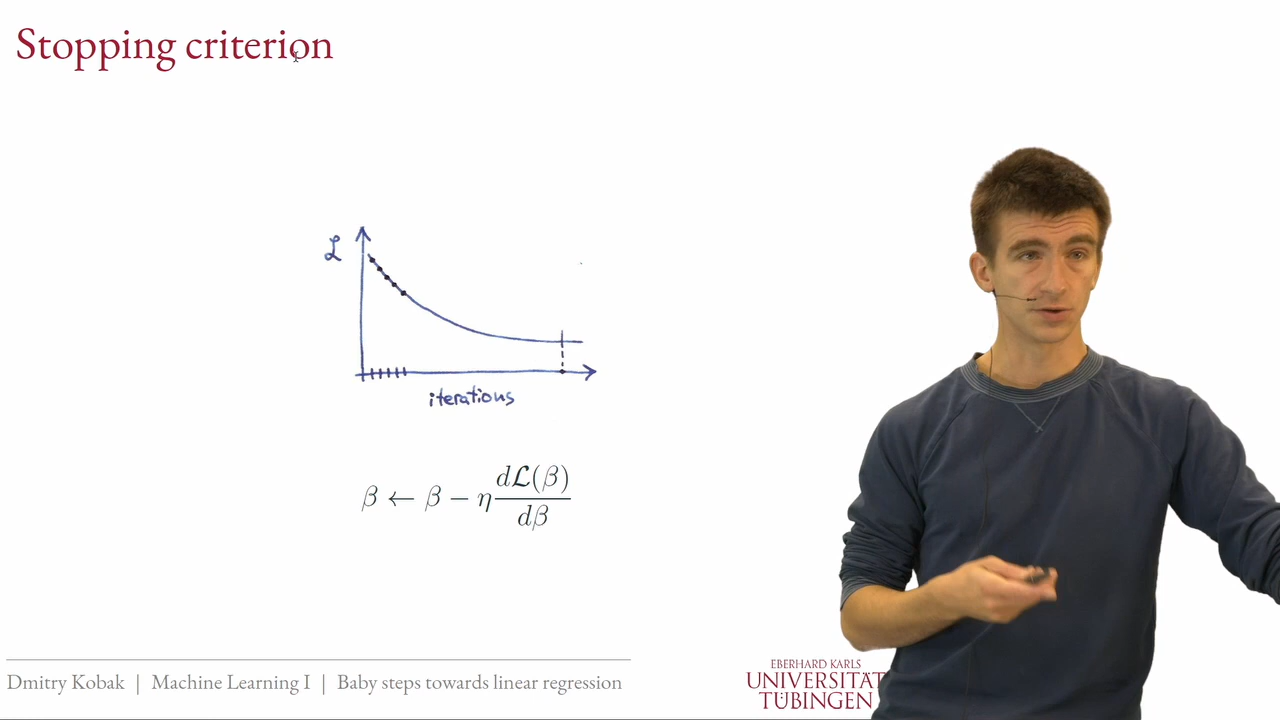 Stopping criterion
ℒ
iterations
β ← β − η dℒ(β)/dβ
Dmitry Kobak | Machine Learning I | Baby steps towards linear regression
EBERHARD KARLS
UNIVERSITÄT
TÜBINGEN